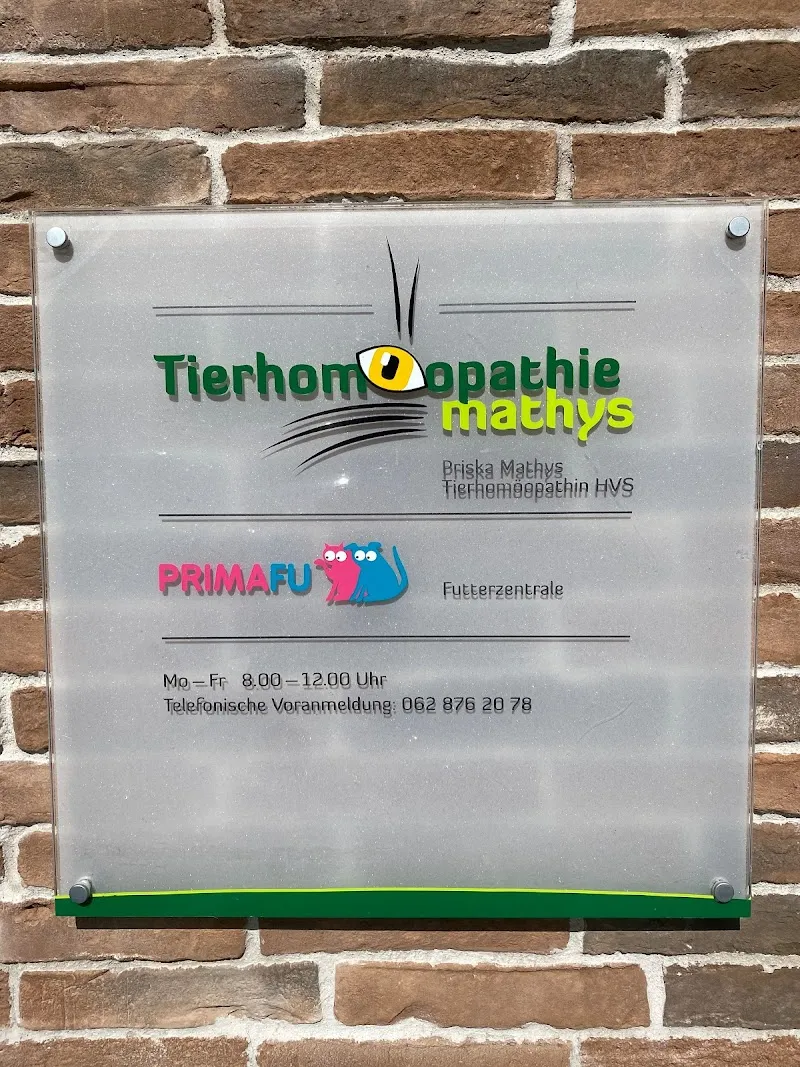 Tierhomöopathie
mathys
Priska Mathys
Tierhomöopathin HVS
PRIMAFU
Futterzentrale
Mo – Fr 8.00 – 12.00 Uhr
Telefonische Voranmeldung: 062 876 20 78